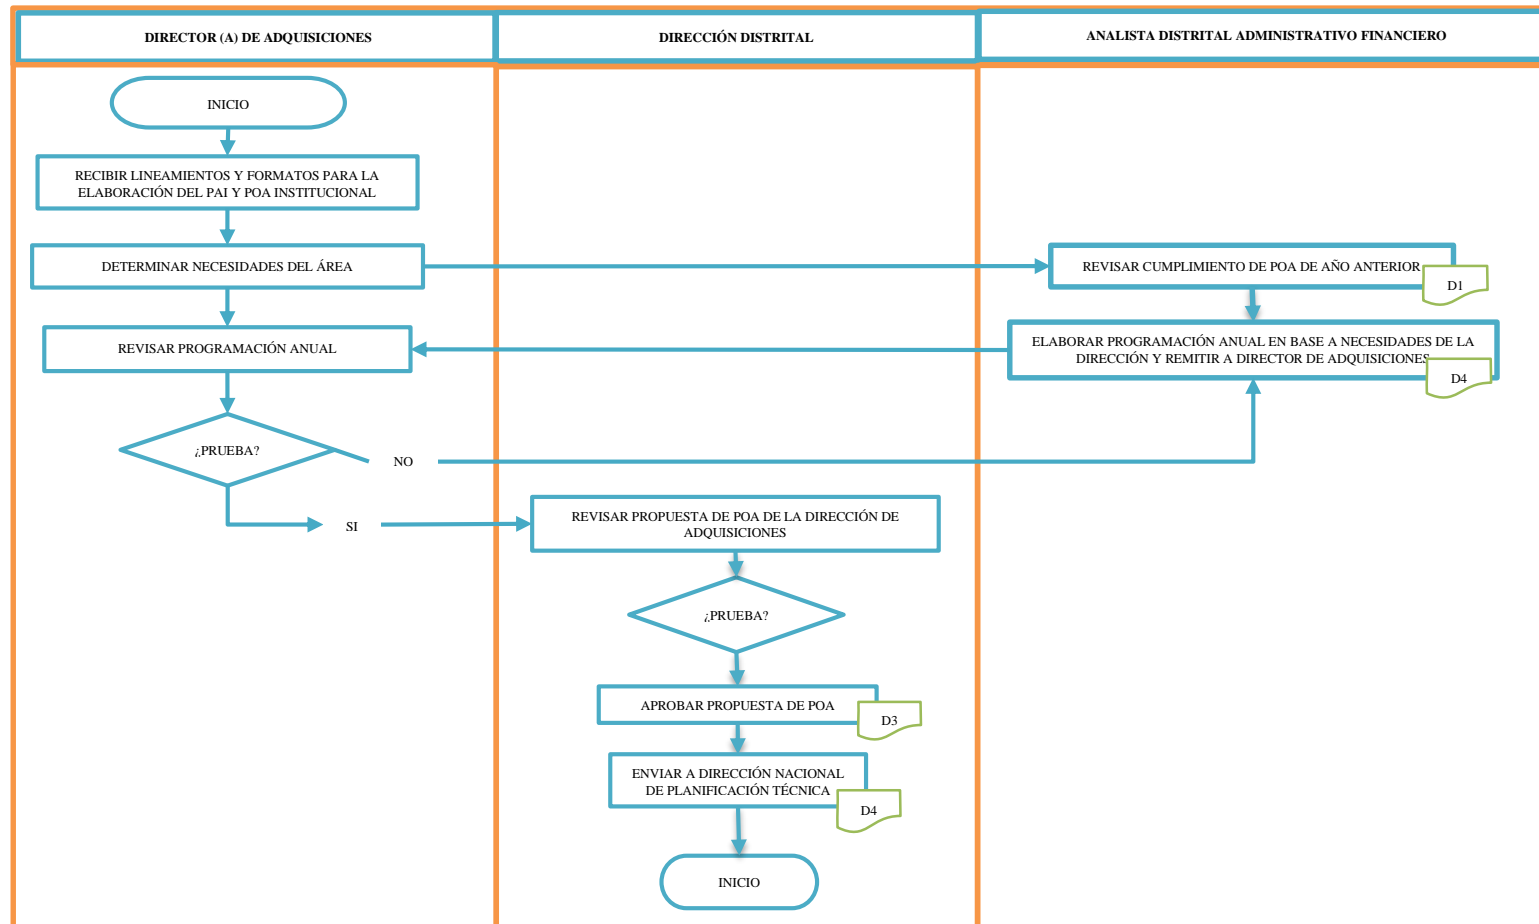 DIRECTOR (A) DE ADQUISICIONES
DIRECCIÓN DISTRITAL
ANALISTA DISTRITAL ADMINISTRATIVO FINANCIERO
INICIO
RECIBIR LINEAMIENTOS Y FORMATOS PARA LA
ELABORACIÓN DEL PAI Y POA INSTITUCIONAL
DETERMINAR NECESIDADES DEL ÁREA
REVISAR CUMPLIMIENTO DE POA DE AÑO ANTERIOR
D1
REVISAR PROGRAMACIÓN ANUAL
ELABORAR PROGRAMACIÓN ANUAL EN BASE A NECESIDADES DE LA
DIRECCIÓN Y REMITIR A DIRECTOR DE ADQUISICIONES
D4
¿PRUEBA?
NO
SI
REVISAR PROPUESTA DE POA DE LA DIRECCIÓN DE
ADQUISICIONES
¿PRUEBA?
APROBAR PROPUESTA DE POA
D3
ENVIAR A DIRECCIÓN NACIONAL
DE PLANIFICACIÓN TÉCNICA
D4
INICIO